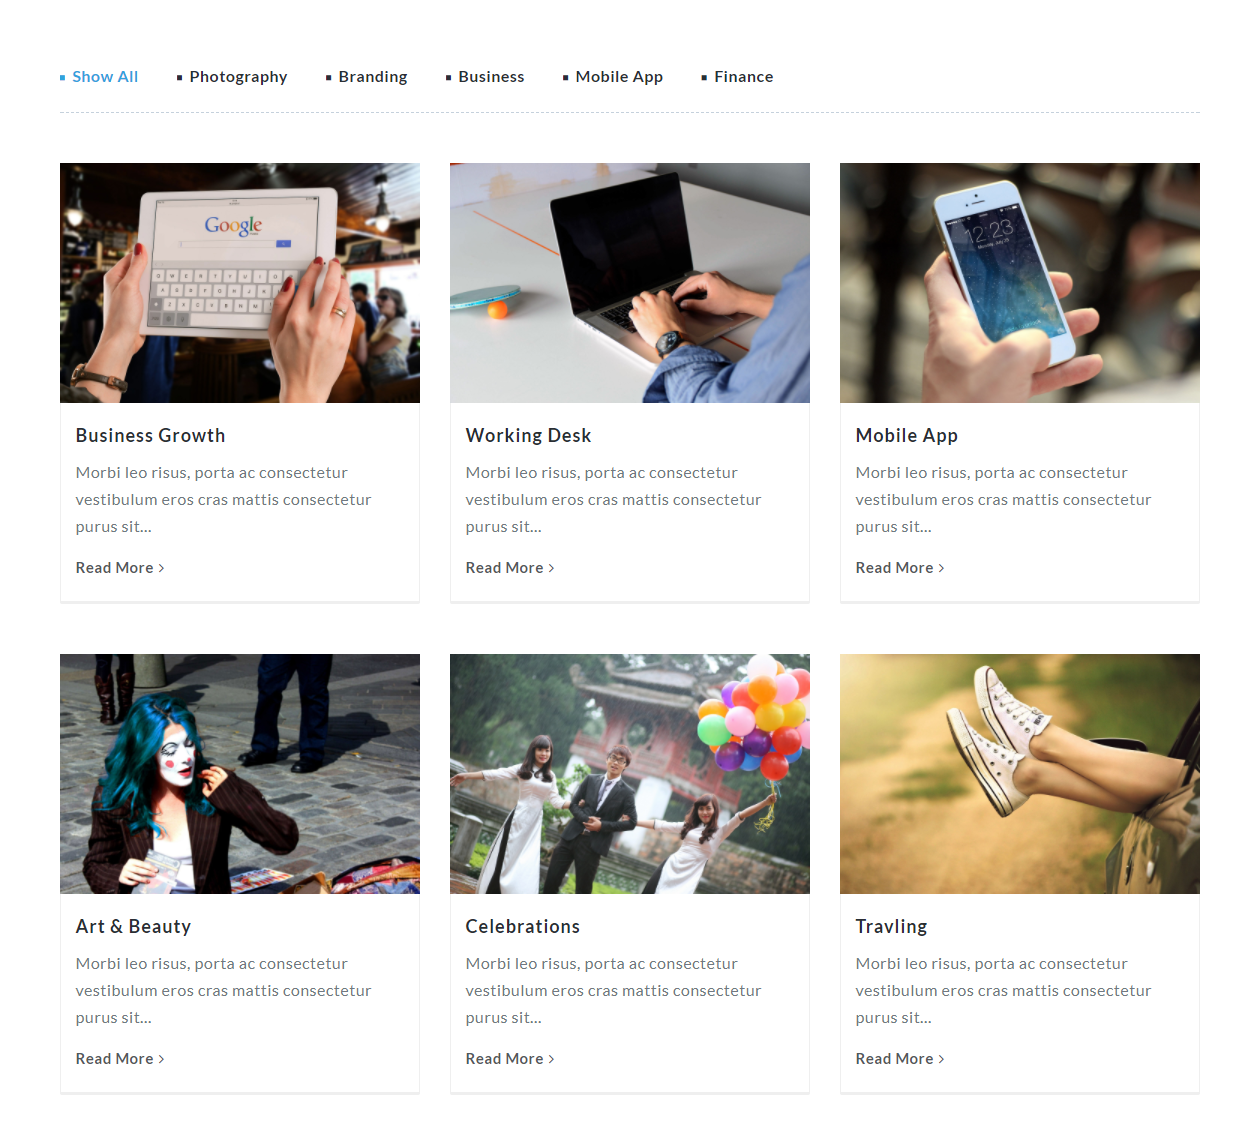 Show All Photography Branding Business Mobile App Finance
Google
Q W E R T Y U I O
A S D F G H J K L
Z X C V B N M
12:23
Monday, July 20
Business Growth
Morbi leo risus, porta ac consectetur
vestibulum eros cras mattis consectetur
purus sit...
Read More >
Working Desk
Morbi leo risus, porta ac consectetur
vestibulum eros cras mattis consectetur
purus sit...
Read More >
Mobile App
Morbi leo risus, porta ac consectetur
vestibulum eros cras mattis consectetur
purus sit...
Read More >
Art & Beauty
Morbi leo risus, porta ac consectetur
vestibulum eros cras mattis consectetur
purus sit...
Read More >
Celebrations
Morbi leo risus, porta ac consectetur
vestibulum eros cras mattis consectetur
purus sit...
Read More >
Travling
Morbi leo risus, porta ac consectetur
vestibulum eros cras mattis consectetur
purus sit...
Read More >